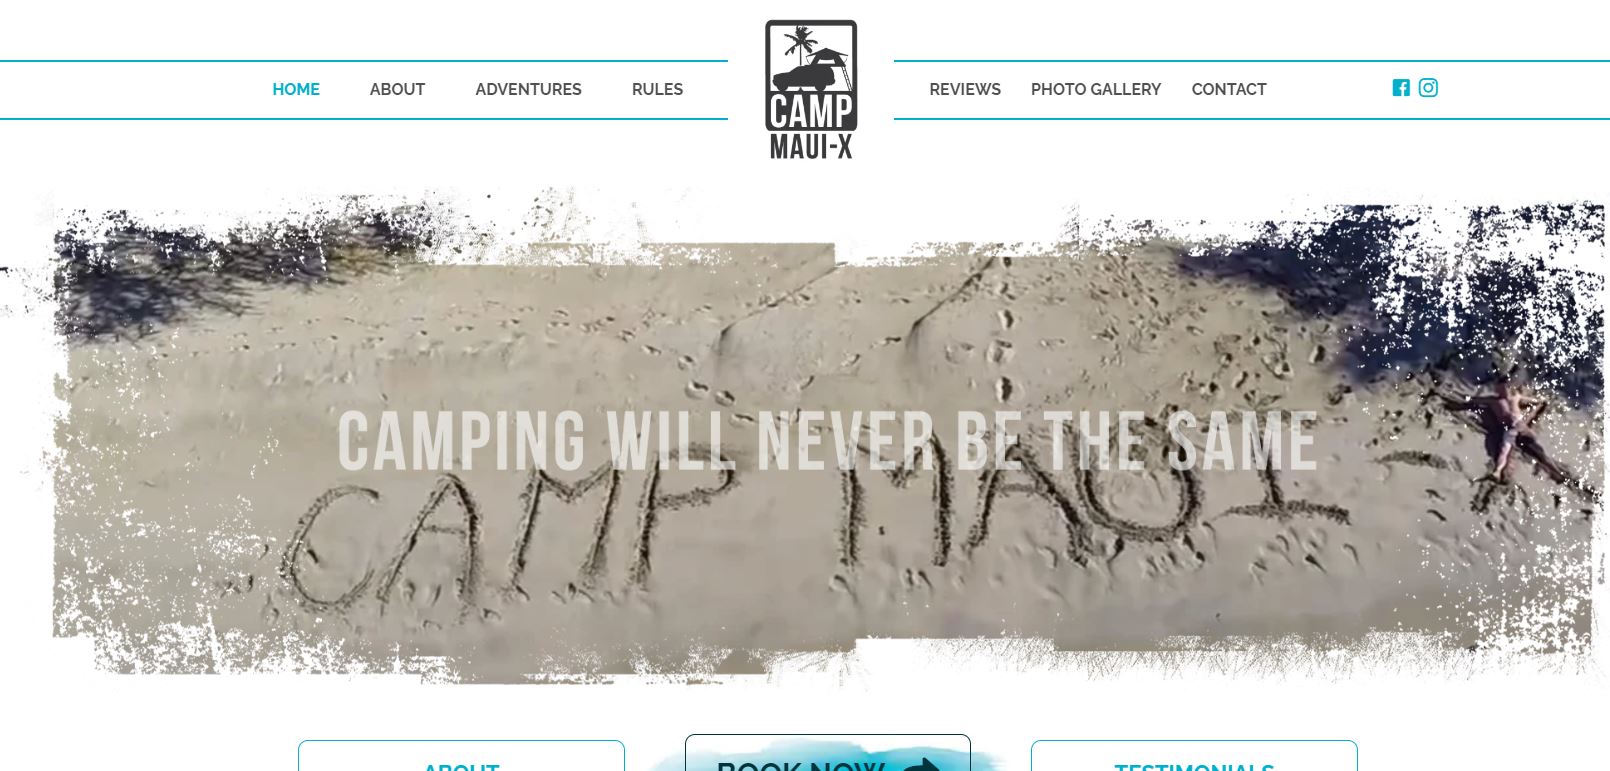 HOME ABOUT ADVENTURES RULES
CAMP
MAUI-X
REVIEWS PHOTO GALLERY CONTACT
CAMPING WILL NEVER BE THE SAME
CAMP MAUI
ABOUT
BOOK NOW
TESTIMONIALS